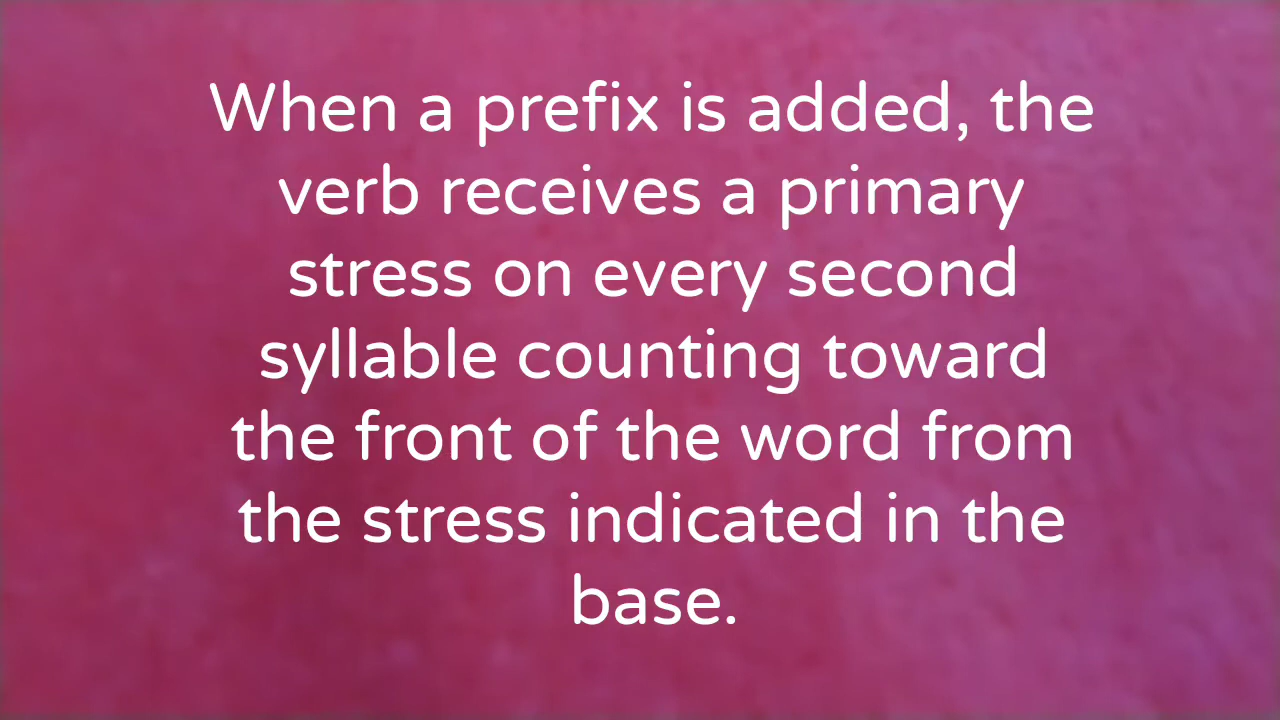 When a prefix is added, the
verb receives a primary
stress on every second
syllable counting toward
the front of the word from
the stress indicated in the
base.